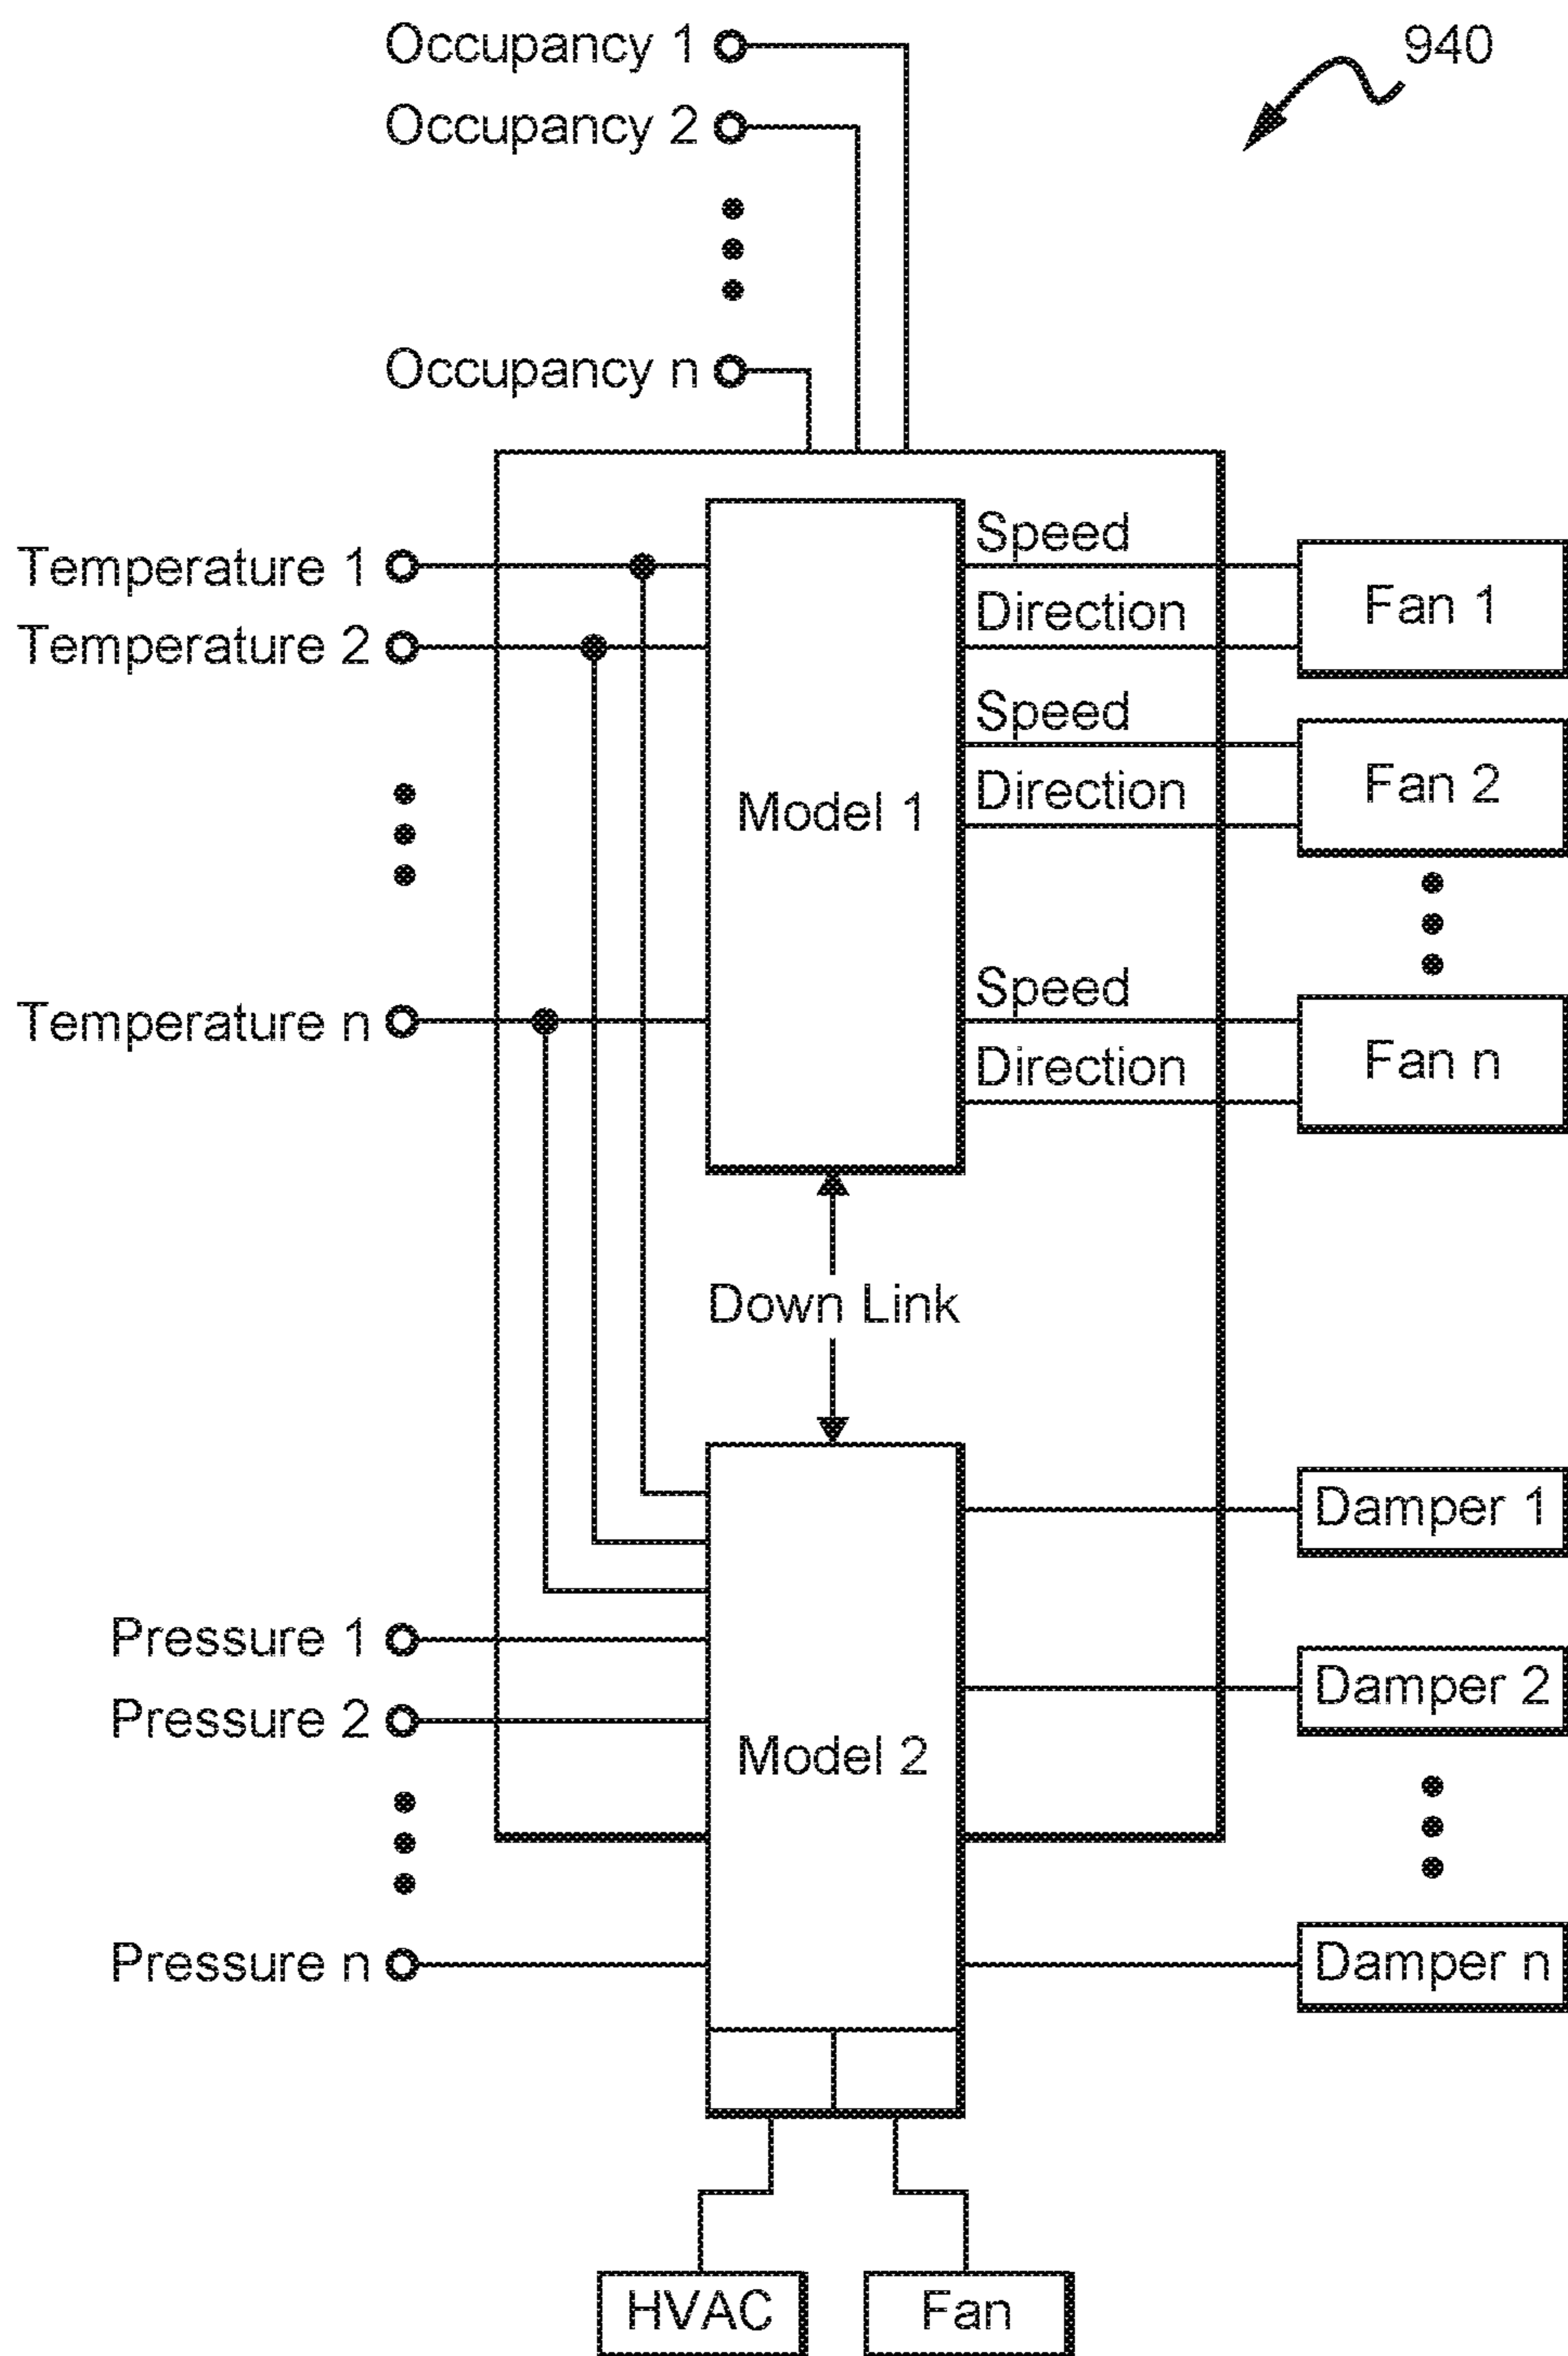 940
Occupancy 1
Occupancy 2
Occupancy n
Temperature 1
Temperature 2
Temperature n
Model 1
Speed
Direction
Fan 1
Speed
Direction
Fan 2
Speed
Direction
Fan n
Down Link
Pressure 1
Pressure 2
Pressure n
Model 2
Damper 1
Damper 2
Damper n
HVAC
Fan